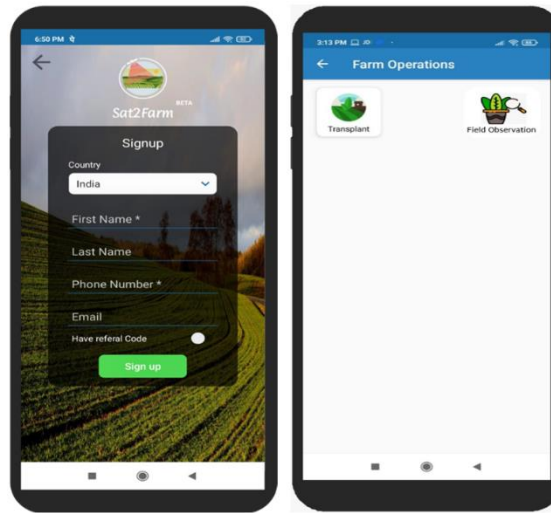 6:50 PM
Sat2Farm
BETA
Signup
Country
India
First Name *
Last Name
Phone Number *
Email
Have referal Code
Sign up
3:13 PM
Farm Operations
Transplant
Field Observation